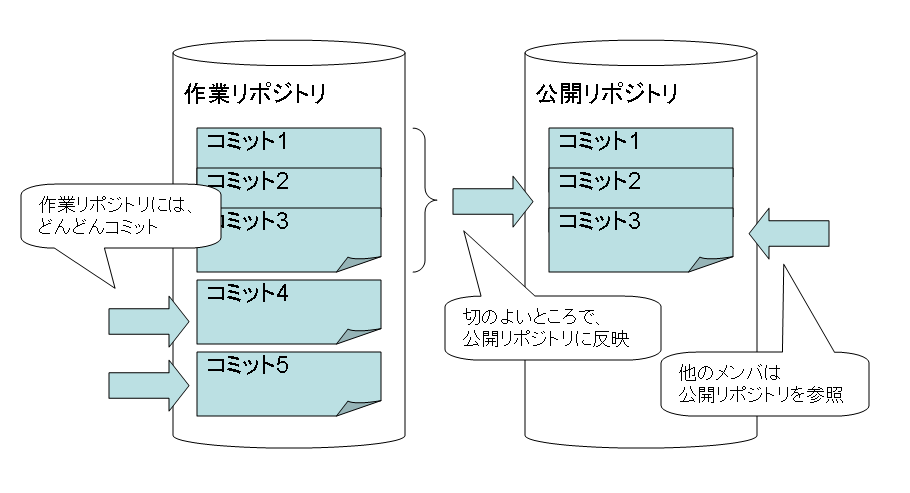 作業リポジトリ
コミット1
コミット2
コミット3
コミット4
コミット5
作業リポジトリには、
どんどんコミット
公開リポジトリ
コミット1
コミット2
コミット3
切のよいところで、
公開リポジトリに反映
他のメンバは
公開リポジトリを参照